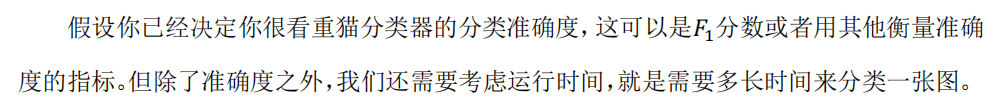 假设你已经决定你很看重猫分类器的分类准确度，这可以是F₁分数或者用其他衡量准确
度的指标。但除了准确度之外，我们还需要考虑运行时间，就是需要多长时间来分类一张图。